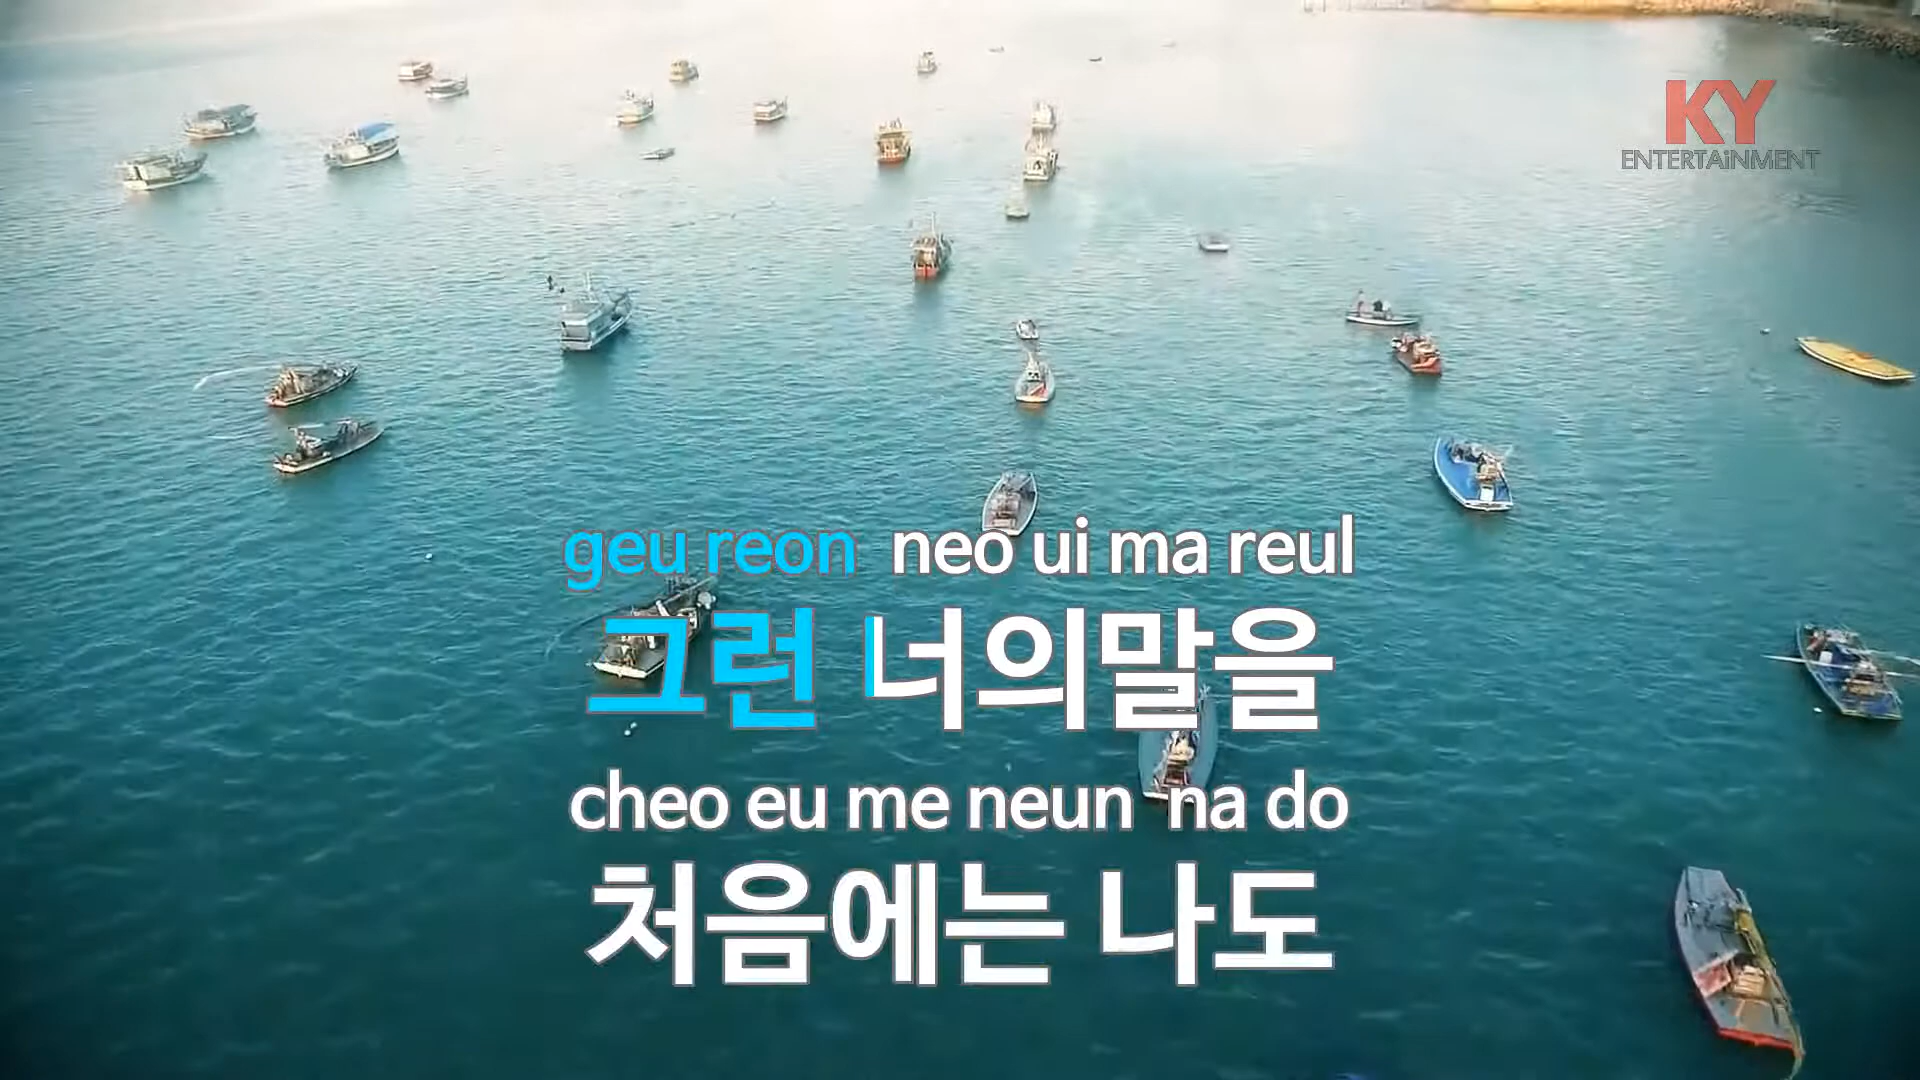 KY
ENTERTAiNMENT
geu reon neo ui ma reul
그런 너의말을
cheo eu me neun na do
처음에는 나도